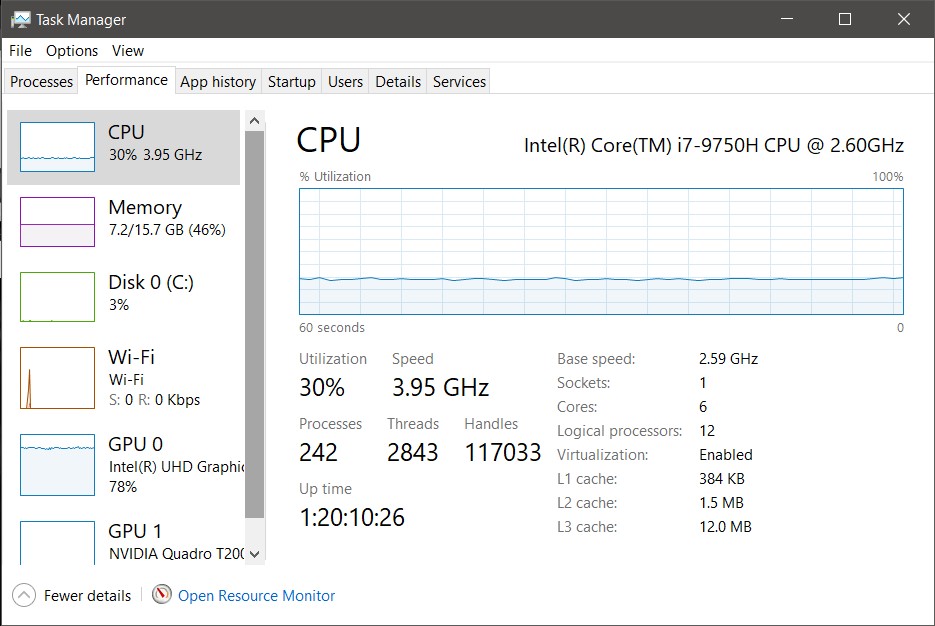 Task Manager
File Options View
Processes Performance App history Startup Users Details Services
CPU
30% 3.95 GHz
Memory
7.2/15.7 GB (46%)
Disk 0 (C:)
3%
Wi-Fi
Wi-Fi
S: 0 R: 0 Kbps
GPU 0
Intel(R) UHD Graphic
78%
GPU 1
NVIDIA Quadro T200
CPU
Intel(R) Core(TM) i7-9750H CPU @ 2.60GHz
% Utilization 100%
60 seconds 0
Utilization Speed
30% 3.95 GHz
Processes Threads Handles
242 2843 117033
Up time
1:20:10:26
Base speed: 2.59 GHz
Sockets: 1
Cores: 6
Logical processors: 12
Virtualization: Enabled
L1 cache: 384 KB
L2 cache: 1.5 MB
L3 cache: 12.0 MB
Fewer details Open Resource Monitor